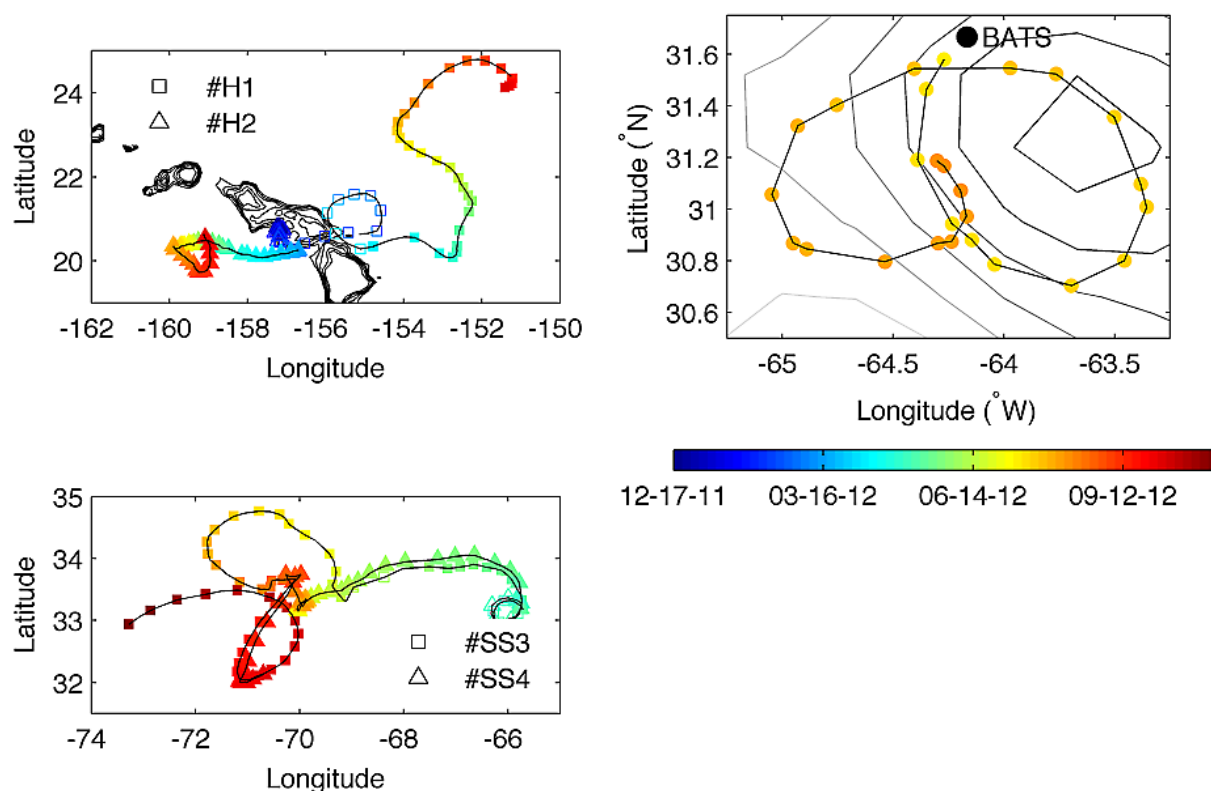 24
22
20
Latitude
#H1
#H2
-162 -160 -158 -156 -154 -152 -150
Longitude
31.6
31.4
31.2
31
30.8
30.6
Latitude (°N)
BATS
-65 -64.5 -64 -63.5
Longitude (°W)
12-17-11 03-16-12 06-14-12 09-12-12
35
34
33
32
Latitude
#SS3
#SS4
-74 -72 -70 -68 -66
Longitude